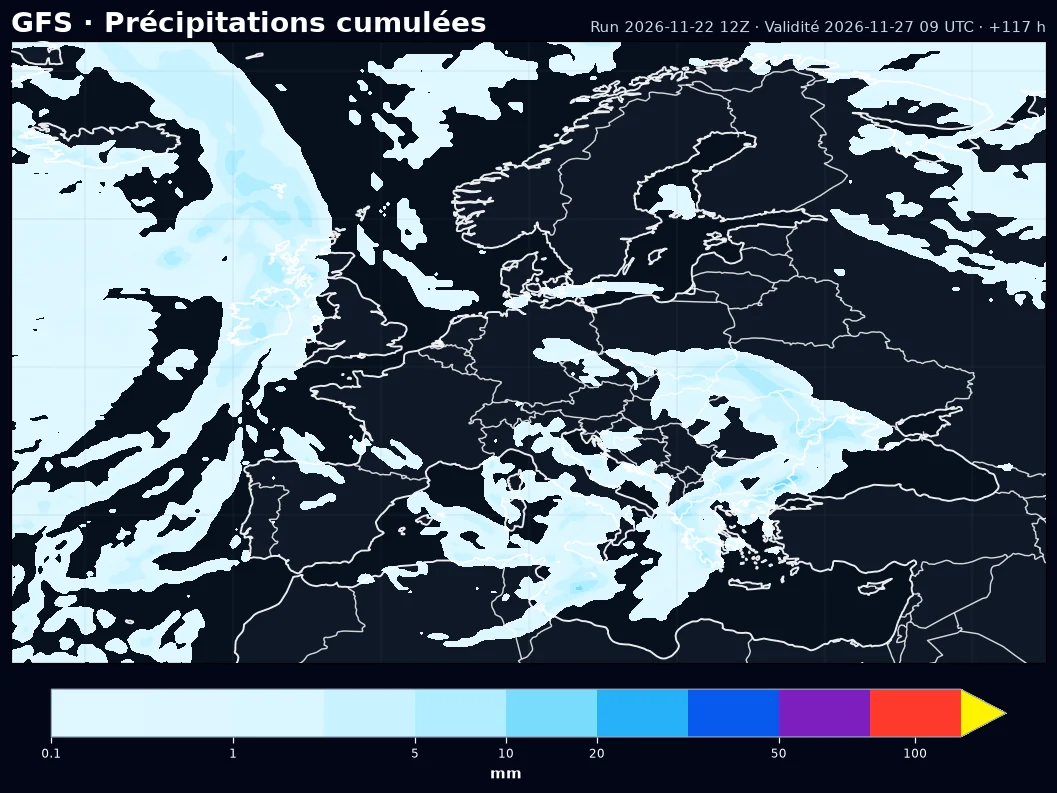 GFS · Précipitations cumulées
Run 2026-11-22 12Z · Validité 2026-11-27 09 UTC · +117 h
0.1 1 5 10 20 50 100
mm